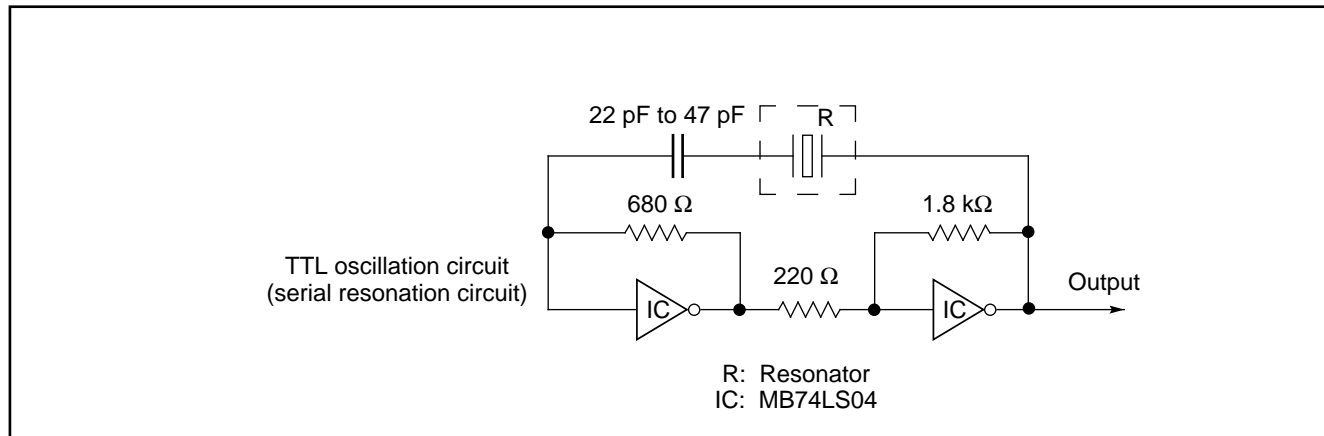 22 pF to 47 pF
R
680 Ω
1.8 kΩ
TTL oscillation circuit
(serial resonation circuit)
220 Ω
Output
IC
IC
R: Resonator
IC: MB74LS04